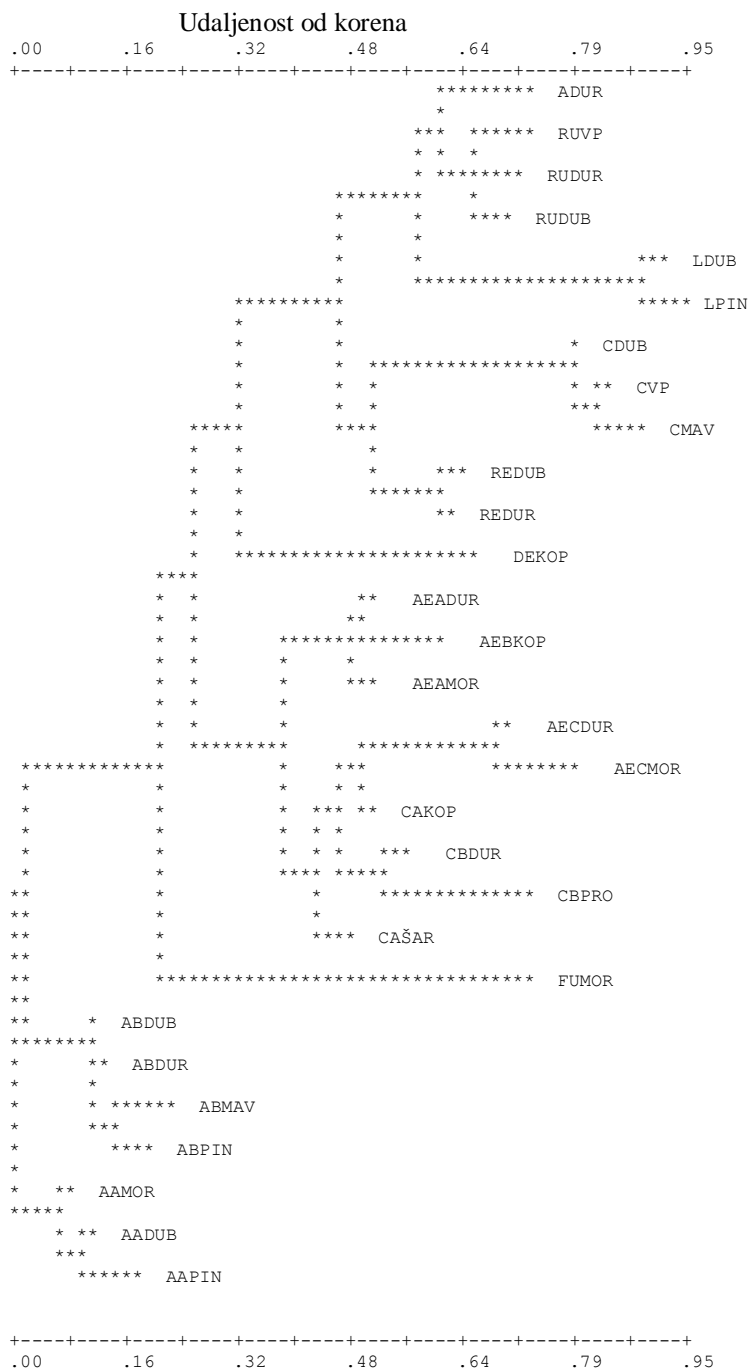 Udaljenost od korena
.00 .16 .32 .48 .64 .79 .95
+----+----+----+----+----+----+----+----+----+----+----+----+
ADUR
RUVP
RUDUR
RUDUB
LDUB
LPIN
CDUB
CVP
CMAV
REDUB
REDUR
DEKOP
AEADUR
AEBKOP
AEAMOR
AECDUR
AECMOR
CAKOP
CBDUR
CBPRO
CAŠAR
FUMOR
ABDUB
ABDUR
ABMAV
ABPIN
AAMOR
AADUB
AAPIN
+----+----+----+----+----+----+----+----+----+----+----+----+
.00 .16 .32 .48 .64 .79 .95